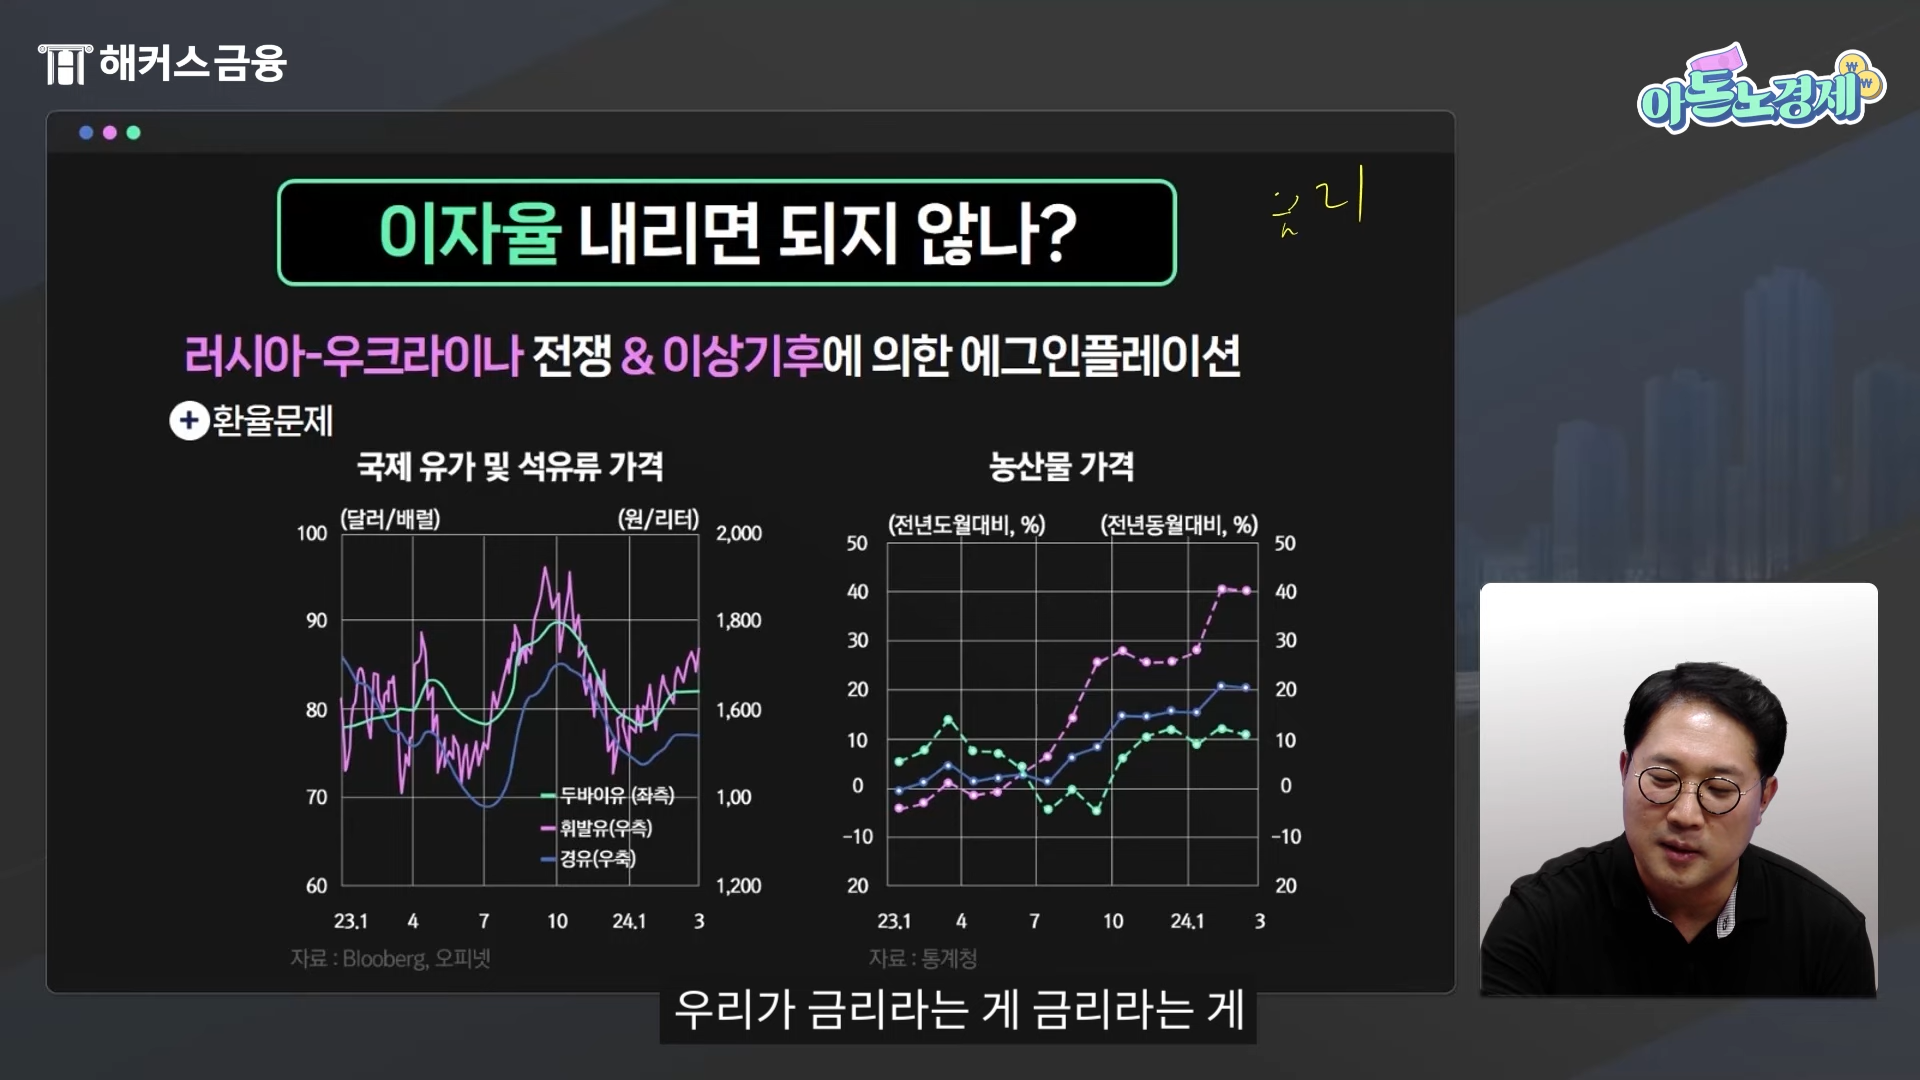 해커스금융
아돈노경제
₩
₩
이자율 내리면 되지 않나?
금리
러시아-우크라이나 전쟁 & 이상기후에 의한 에그인플레이션
+환율문제
국제 유가 및 석유류 가격
(달러/배럴) (원/리터)
100 2,000
90 1,800
80 1,600
70 1,00
60 1,200
두바이유 (좌측)
휘발유(우측)
경유(우축)
23.1 4 7 10 24.1 3
자료 : Blooberg, 오피넷
농산물 가격
(전년도월대비, %) (전년동월대비, %)
50 50
40 40
30 30
20 20
10 10
0 0
-10 -10
20 20
23.1 4 7 10 24.1 3
자료 : 통계청
우리가 금리라는 게 금리라는 게